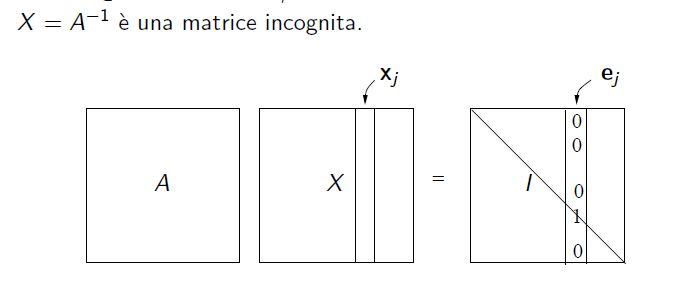 X = A⁻¹ è una matrice incognita.
xⱼ eⱼ
0
0
A X = I 0
1
0